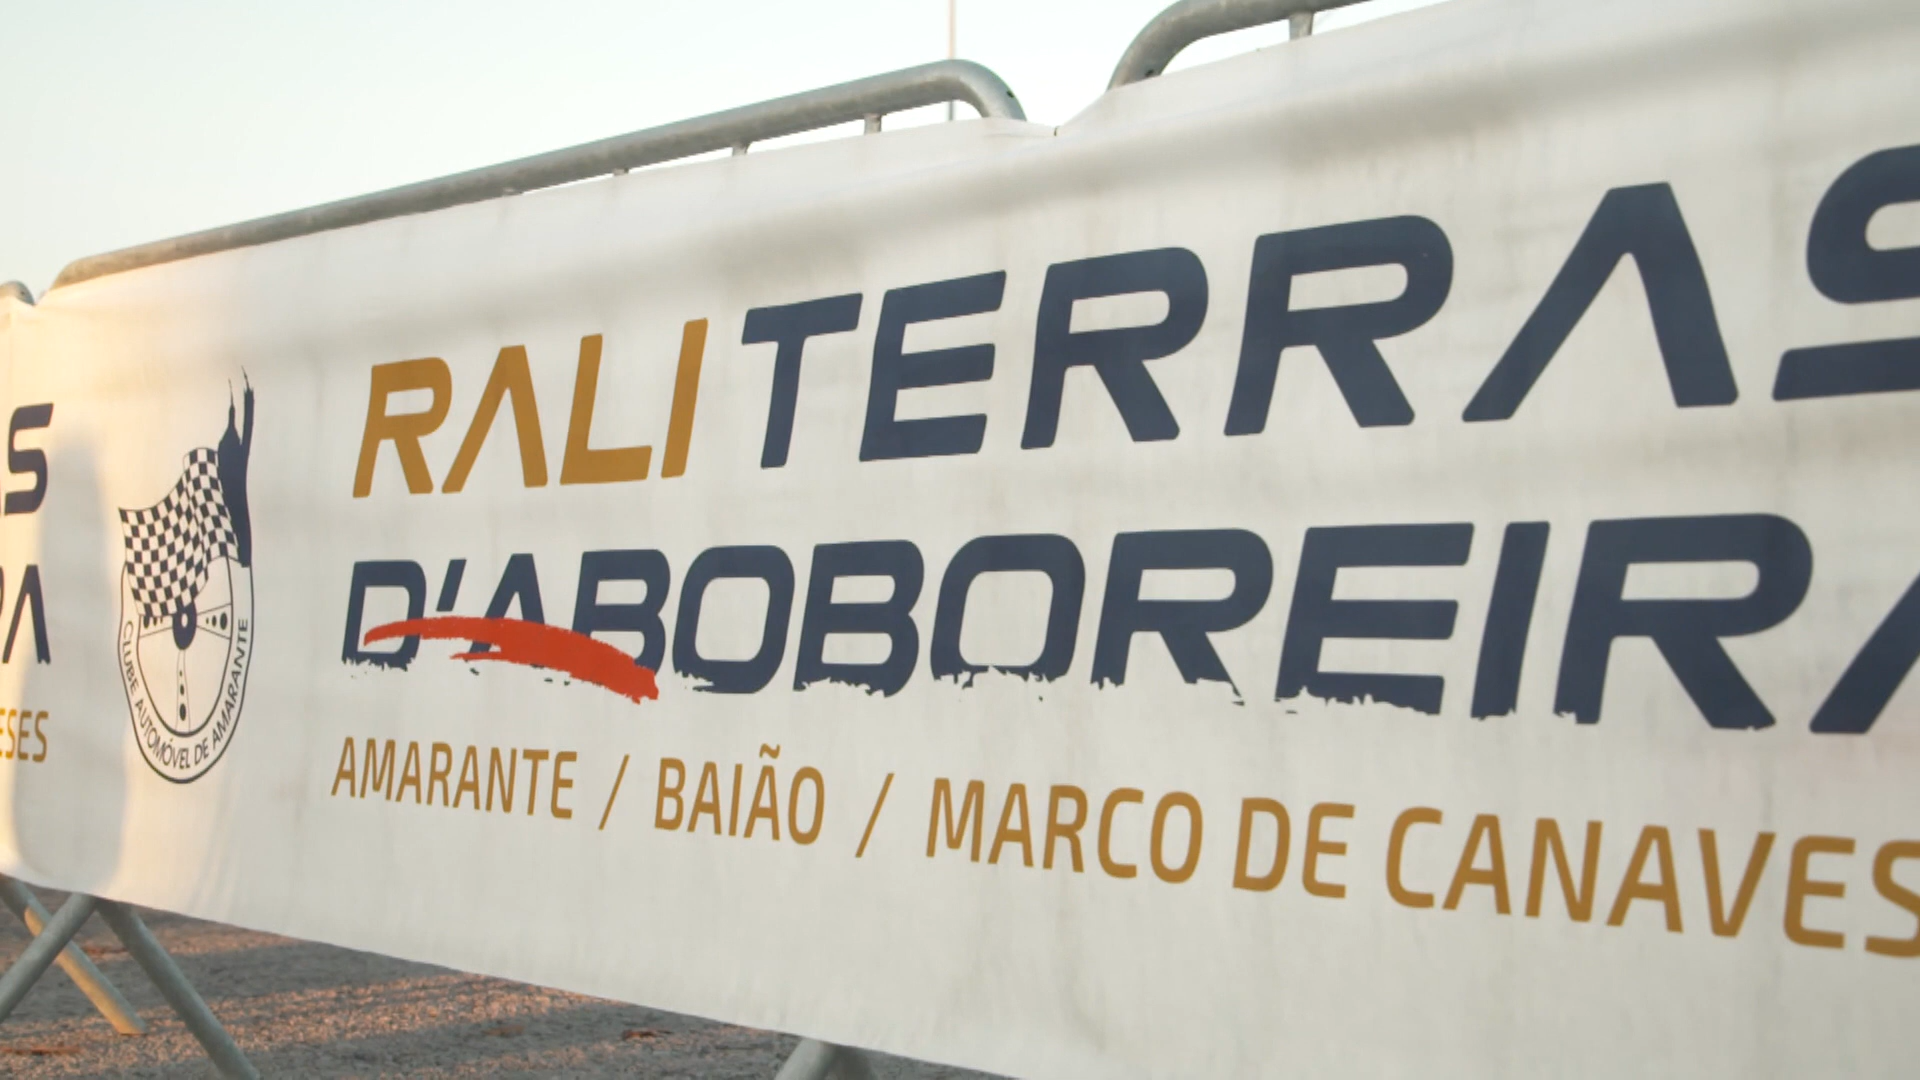 RALI TERRAS
D'ABOBOREIRA
AMARANTE / BAIÃO / MARCO DE CANAVES
CLUBE AUTOMÓVEL DE AMARANTE